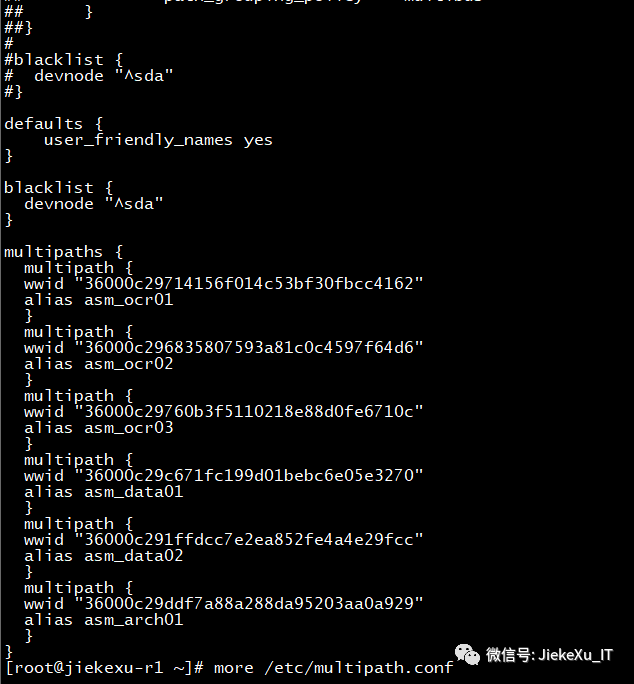 ##      }
##}
#
#blacklist {
#  devnode "^sda"
#}
defaults {
    user_friendly_names yes
}
blacklist {
  devnode "^sda"
}
multipaths {
  multipath {
  wwid "36000c29714156f014c53bf30fbcc4162"
  alias asm_ocr01
  }
  multipath {
  wwid "36000c296835807593a81c0c4597f64d6"
  alias asm_ocr02
  }
  multipath {
  wwid "36000c29760b3f5110218e88d0fe6710c"
  alias asm_ocr03
  }
  multipath {
  wwid "36000c29c671fc199d01bebc6e05e3270"
  alias asm_data01
  }
  multipath {
  wwid "36000c291ffdcc7e2ea852fe4a4e29fcc"
  alias asm_data02
  }
  multipath {
  wwid "36000c29ddf7a88a288da95203aa0a929"
  alias asm_arch01
  }
}
[root@jiekexu-r1 ~]# more /etc/multipath.conf
微信号: JiekeXu_IT